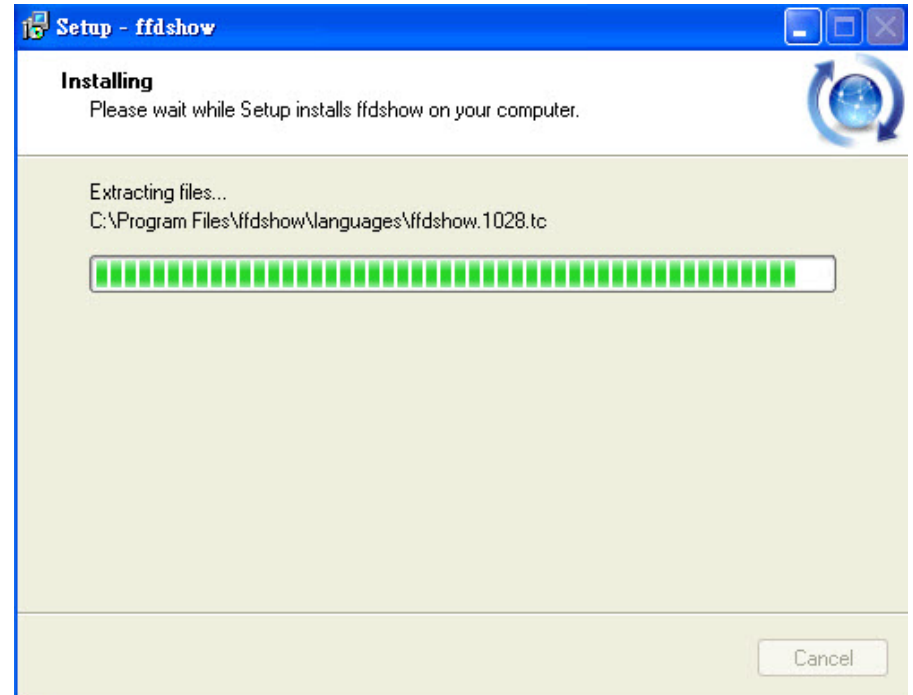 Setup - ffdshow
Installing
Please wait while Setup installs ffdshow on your computer.
Extracting files...
C:\Program Files\ffdshow\languages\ffdshow.1028.tc
Cancel